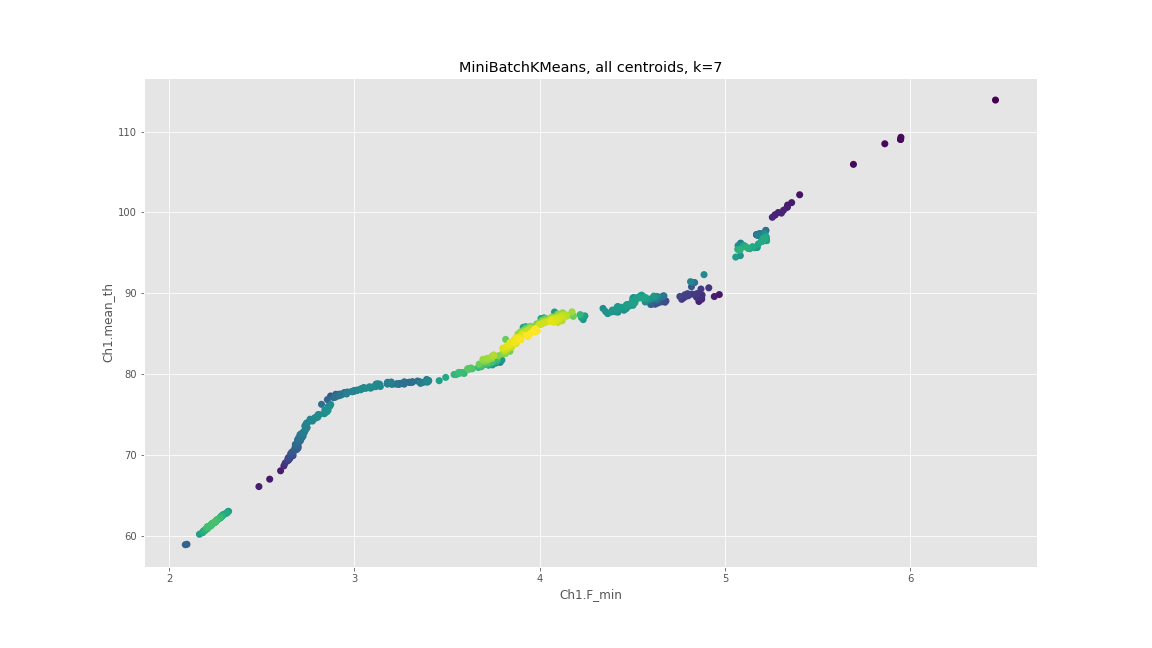 MiniBatchKMeans, all centroids, k=7
Ch1.mean_th
110
100
90
80
70
60
2 3 4 5 6
Ch1.F_min